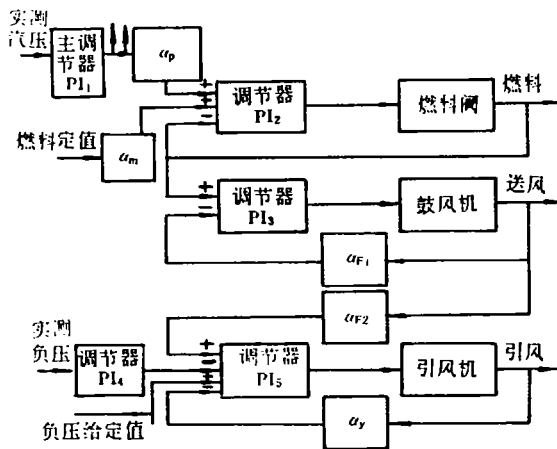 实测
汽压
主调
节器
PI₁
αp
调节器
PI₂
燃料阀
燃料
燃料定值
αm
+
+
−
调节器
PI₃
鼓风机
送风
+
−
αF1
αF2
实测
负压
调节器
PI₄
调节器
PI₅
引风机
引风
+
−
+
−
负压给定值
αy